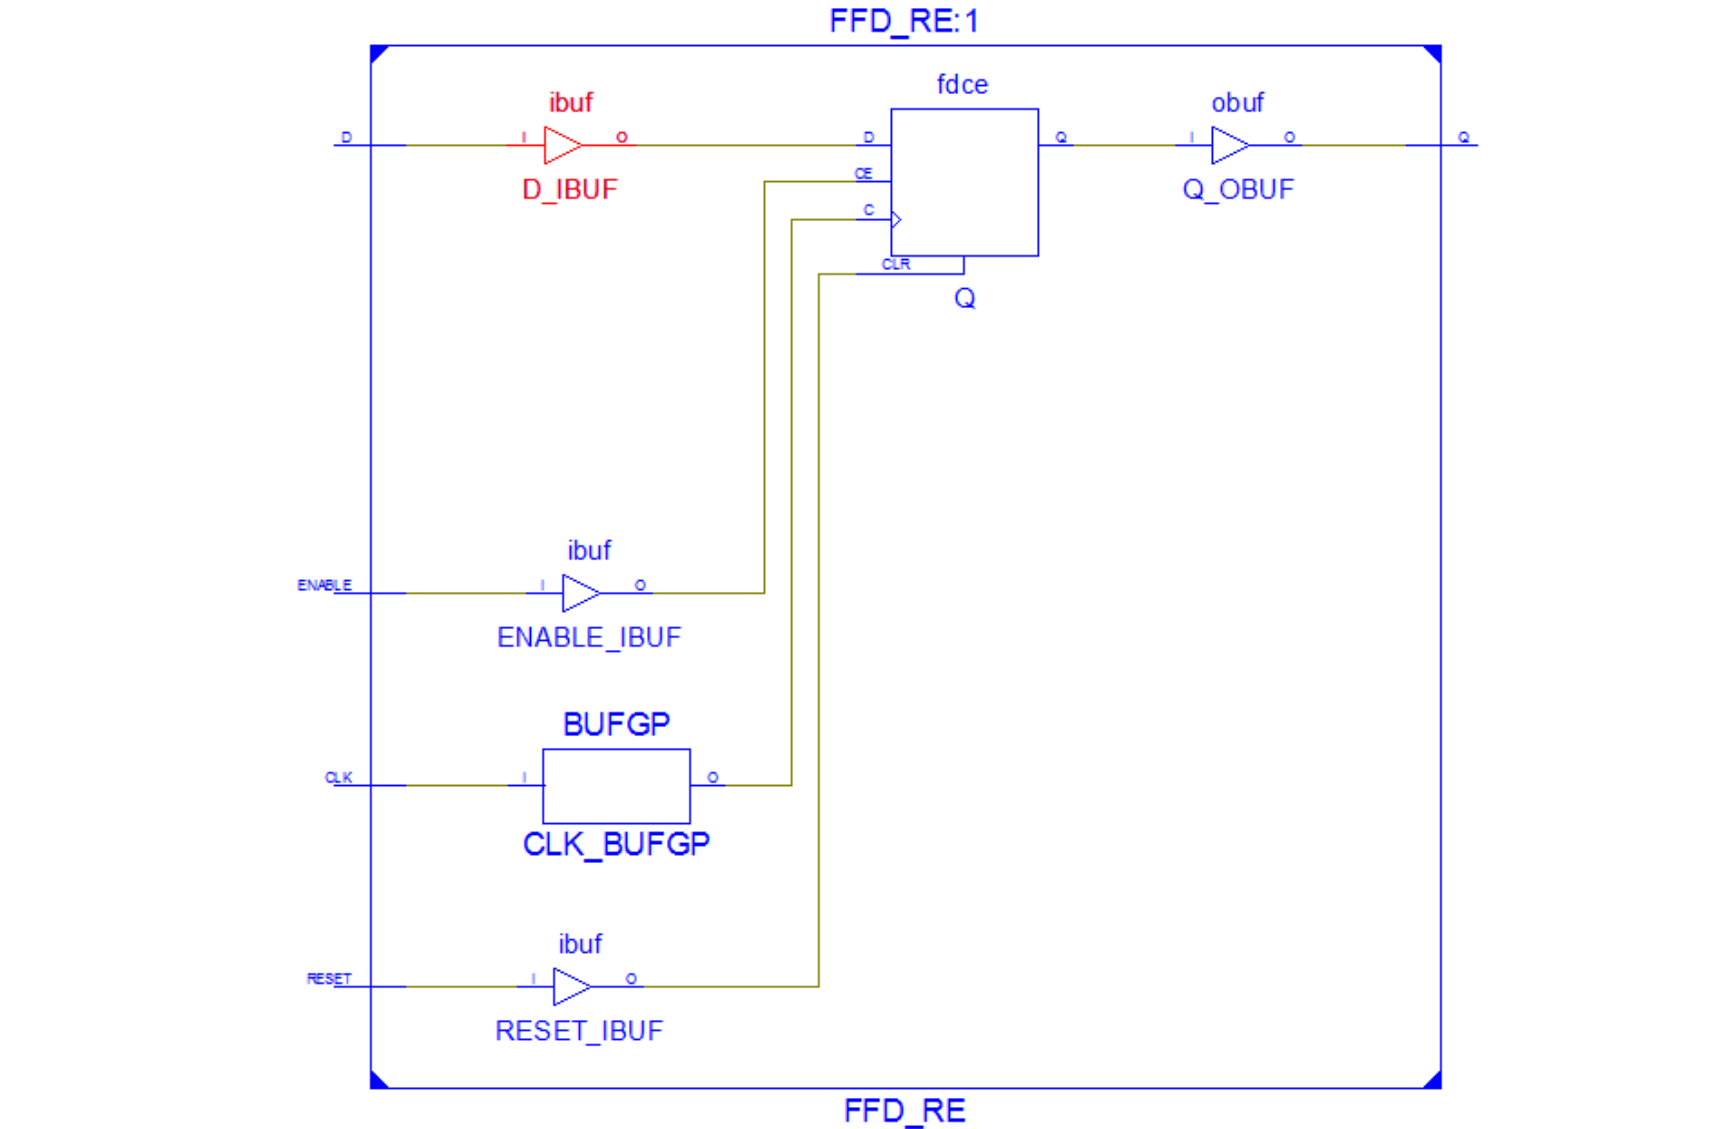 FFD_RE:1
fdce
ibuf
obuf
D
I
O
D
Q
I
O
Q
CE
D_IBUF
Q_OBUF
C
CLR
Q
ibuf
ENABLE
I
O
ENABLE_IBUF
BUFGP
CLK
I
O
CLK_BUFGP
ibuf
RESET
I
O
RESET_IBUF
FFD_RE